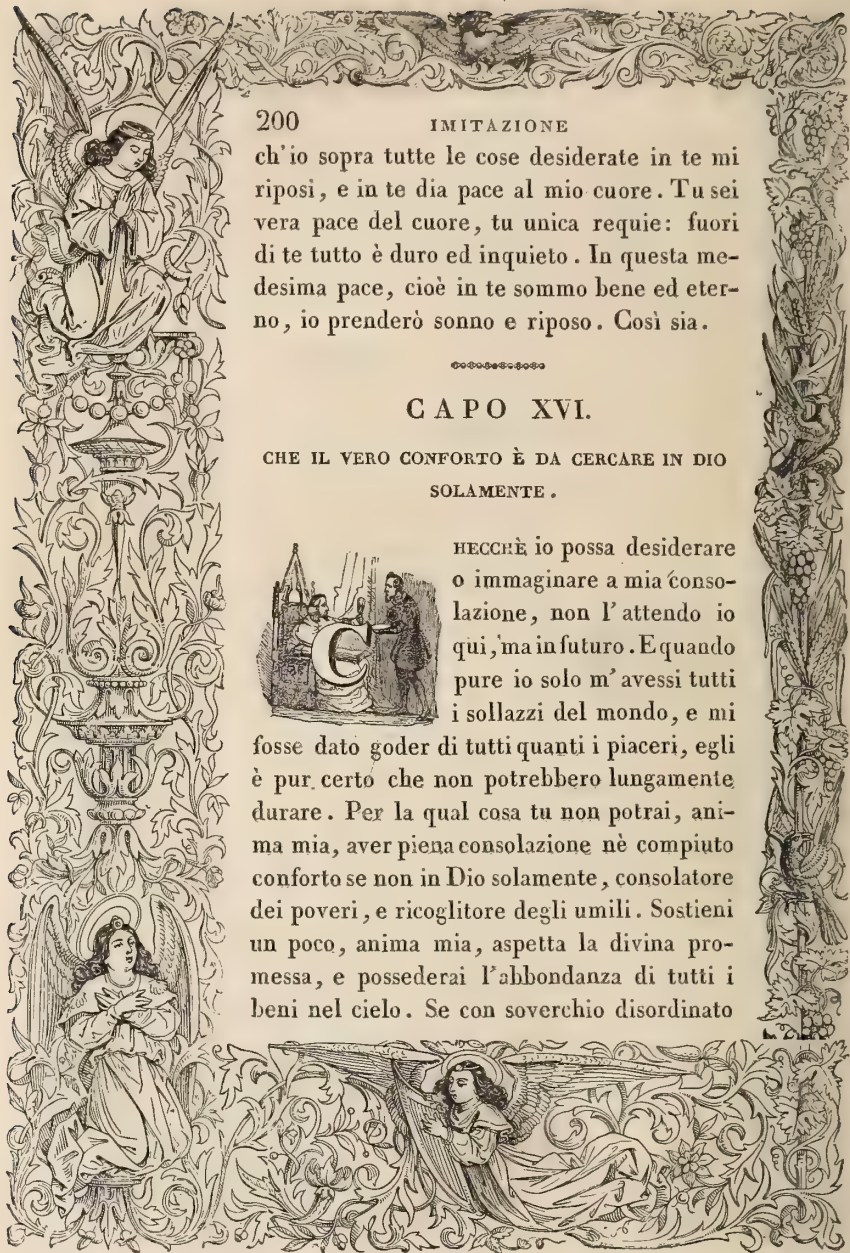 200 IMITAZIONE
ch'io sopra tutte le cose desiderate in te mi
riposi, e in te dia pace al mio cuore. Tu sei
vera pace del cuore, tu unica requie: fuori
di te tutto è duro ed inquieto. In questa me-
desima pace, cioè in te sommo bene ed eter-
no, io prenderò sonno e riposo. Così sia.
CAPO XVI.
CHE IL VERO CONFORTO È DA CERCARE IN DIO
SOLAMENTE.
CHECCHÈ io possa desiderare
o immaginare a mia conso-
lazione, non l'attendo io
qui, ma in futuro. E quando
pure io solo m'avessi tutti
i sollazzi del mondo, e mi
fosse dato goder di tutti quanti i piaceri, egli
è pur certo che non potrebbero lungamente
durare. Per la qual cosa tu non potrai, ani-
ma mia, aver piena consolazione nè compiuto
conforto se non in Dio solamente, consolatore
dei poveri, e ricoglitore degli umili. Sostieni
un poco, anima mia, aspetta la divina pro-
messa, e possederai l'abbondanza di tutti i
beni nel cielo. Se con soverchio disordinato